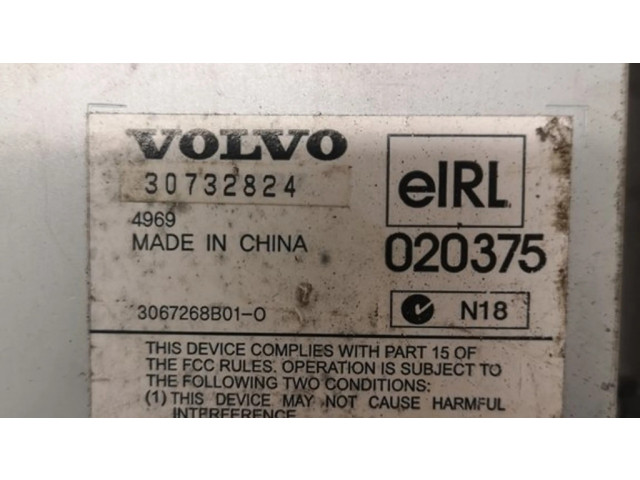 VOLVO
30732824
4969
MADE IN CHINA
3067268B01-O
eIRL
020375
N18
THIS DEVICE COMPLIES WITH PART 15 OF
THE FCC RULES. OPERATION IS SUBJECT TO
THE FOLLOWING TWO CONDITIONS:
(1) THIS DEVICE MAY NOT CAUSE HARMFUL
INTERFERENCE